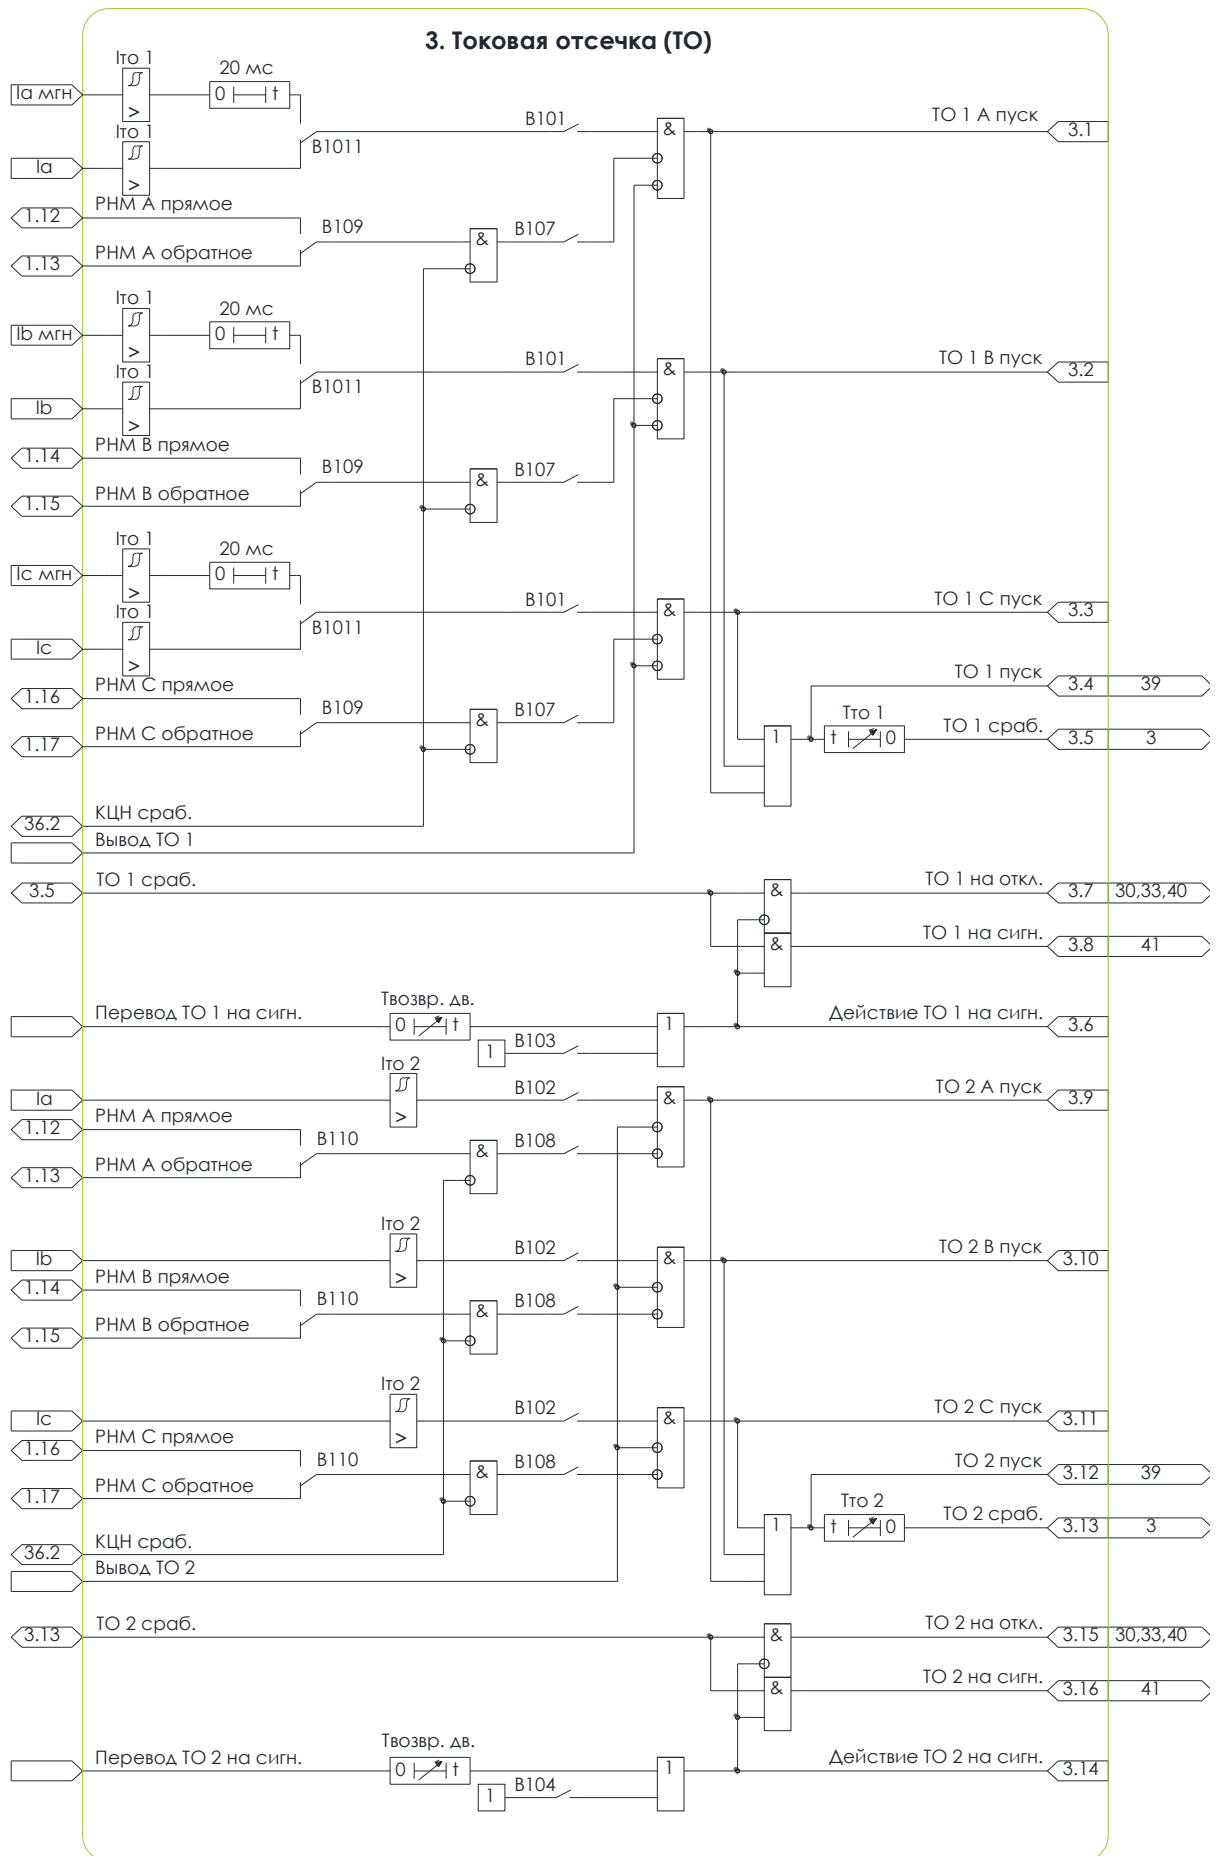 3. Токовая отсечка (ТО)
Iто 1
20 мс
Ia мгн
0 t
>
Iто 1
B101
ТО 1 А пуск
&
3.1
B1011
Ia
>
РНМ А прямое
1.12
B109
B107
&
РНМ А обратное
1.13
Iто 1
20 мс
Ib мгн
0 t
>
Iто 1
B101
ТО 1 В пуск
&
3.2
B1011
Ib
>
РНМ В прямое
1.14
B109
B107
&
РНМ В обратное
1.15
Iто 1
20 мс
Ic мгн
0 t
>
Iто 1
B101
ТО 1 С пуск
&
3.3
B1011
Ic
>
РНМ С прямое
1.16
ТО 1 пуск
3.4 39
B109
B107
&
РНМ С обратное
1.17
Тто 1
1
t 0
ТО 1 сраб.
3.5 3
КЦН сраб.
36.2
Вывод ТО 1
ТО 1 сраб.
3.5
&
ТО 1 на откл.
3.7 30,33,40
&
ТО 1 на сигн.
3.8 41
Перевод ТО 1 на сигн.
Твозвр. дв.
0 t
1
B103
1
Действие ТО 1 на сигн.
3.6
Iто 2
Ia
>
B102
&
ТО 2 А пуск
3.9
РНМ А прямое
1.12
B110
&
B108
РНМ А обратное
1.13
Iто 2
Ib
>
B102
&
ТО 2 В пуск
3.10
РНМ В прямое
1.14
B110
&
B108
РНМ В обратное
1.15
Iто 2
Ic
>
B102
&
ТО 2 С пуск
3.11
РНМ С прямое
1.16
B110
&
B108
ТО 2 пуск
3.12 39
РНМ С обратное
1.17
Тто 2
1
t 0
ТО 2 сраб.
3.13 3
КЦН сраб.
36.2
Вывод ТО 2
ТО 2 сраб.
3.13
&
ТО 2 на откл.
3.15 30,33,40
&
ТО 2 на сигн.
3.16 41
Перевод ТО 2 на сигн.
Твозвр. дв.
0 t
1
B104
1
Действие ТО 2 на сигн.
3.14